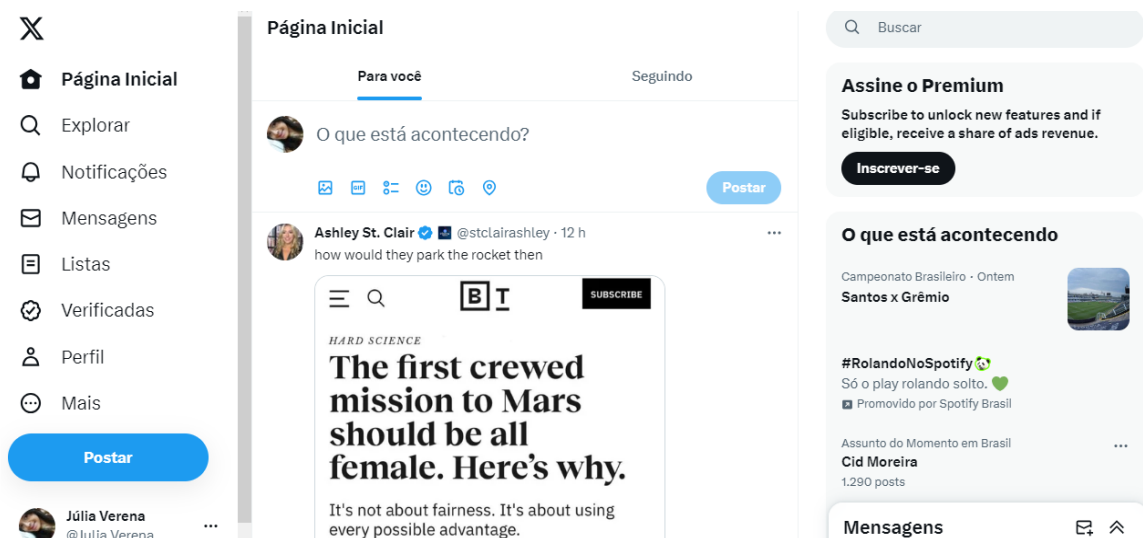 Página Inicial
Explorar
Notificações
Mensagens
Listas
Verificadas
Perfil
Mais
Postar
Júlia Verena
@Julia Verena
Página Inicial
Para você
Seguindo
O que está acontecendo?
GIF
Postar
Ashley St. Clair @stclairashley · 12 h
how would they park the rocket then
B T
SUBSCRIBE
HARD SCIENCE
The first crewed
mission to Mars
should be all
female. Here's why.
It's not about fairness. It's about using
every possible advantage.
Buscar
Assine o Premium
Subscribe to unlock new features and if
eligible, receive a share of ads revenue.
Inscrever-se
O que está acontecendo
Campeonato Brasileiro · Ontem
Santos x Grêmio
#RolandoNoSpotify
Só o play rolando solto. 💚
Promovido por Spotify Brasil
Assunto do Momento em Brasil
Cid Moreira
1.290 posts
Mensagens